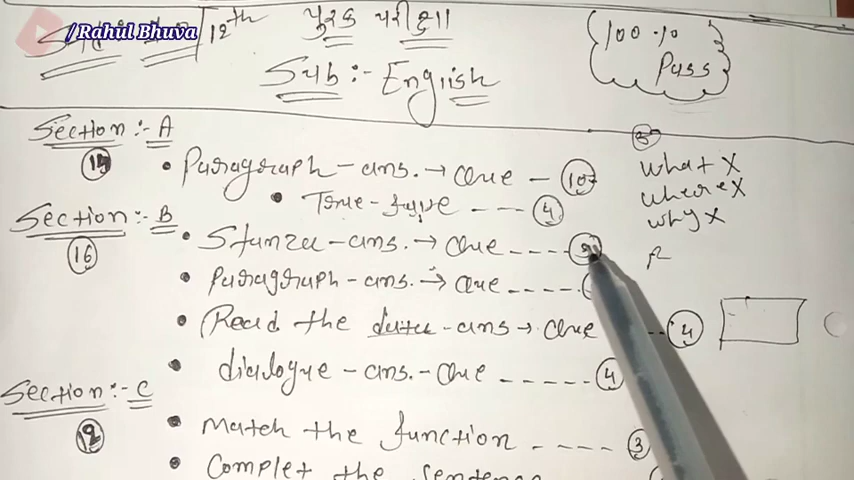 / Rahul Bhuva
12th પુરક પરીક્ષા
Sub:- English
100 %
Pass
Section:- A
14
Paragraph - ans. → que - 10
What X
Where X
Why X
True - false --- 4
Section :- B
16
Stanza - ans. → que ----
Paragraph - ans. → que -----
Read the data - ans → que -- 4
dialogue - ans. - que ----- 4
Section :- C
Match the function ---- 3
Complet the sentence